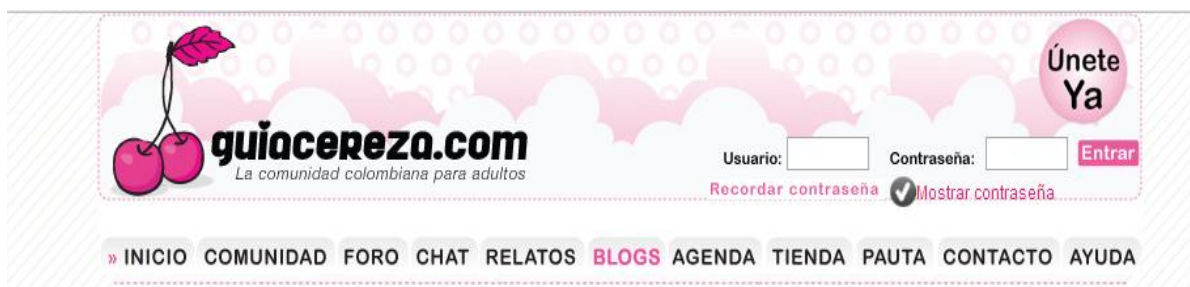 Únete
Ya
guiacereza.com
La comunidad colombiana para adultos
Usuario: Contraseña: Entrar
Recordar contraseña Mostrar contraseña
» INICIO COMUNIDAD FORO CHAT RELATOS BLOGS AGENDA TIENDA PAUTA CONTACTO AYUDA